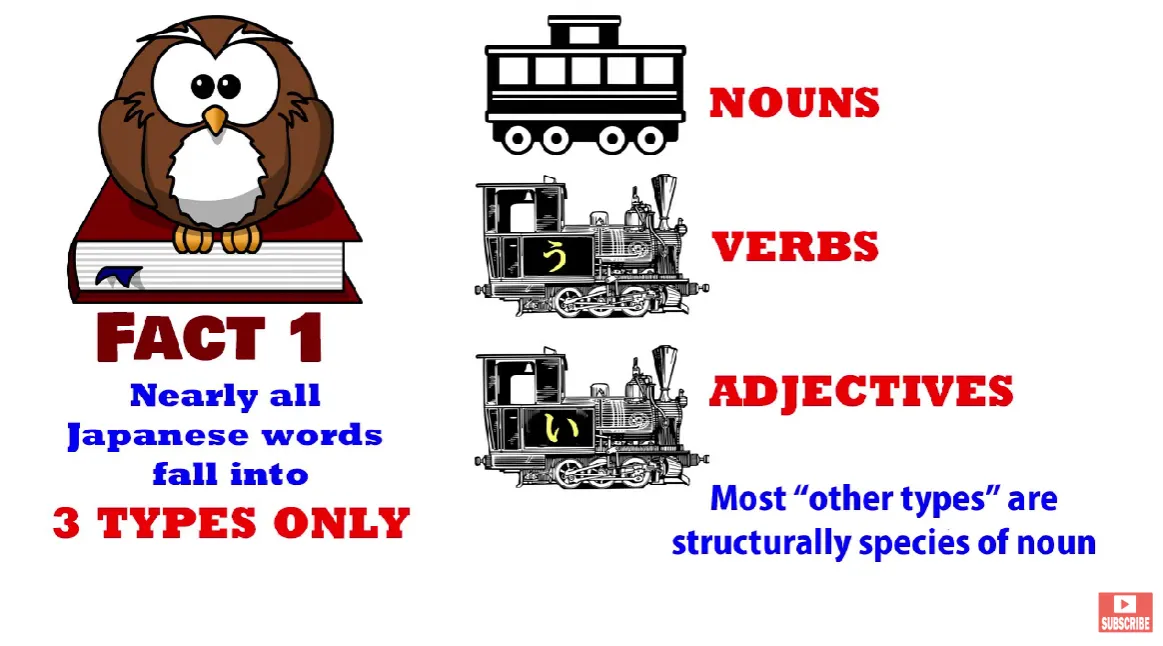 FACT 1
Nearly all
Japanese words
fall into
3 TYPES ONLY
NOUNS
う
VERBS
い
ADJECTIVES
Most “other types” are
structurally species of noun
SUBSCRIBE